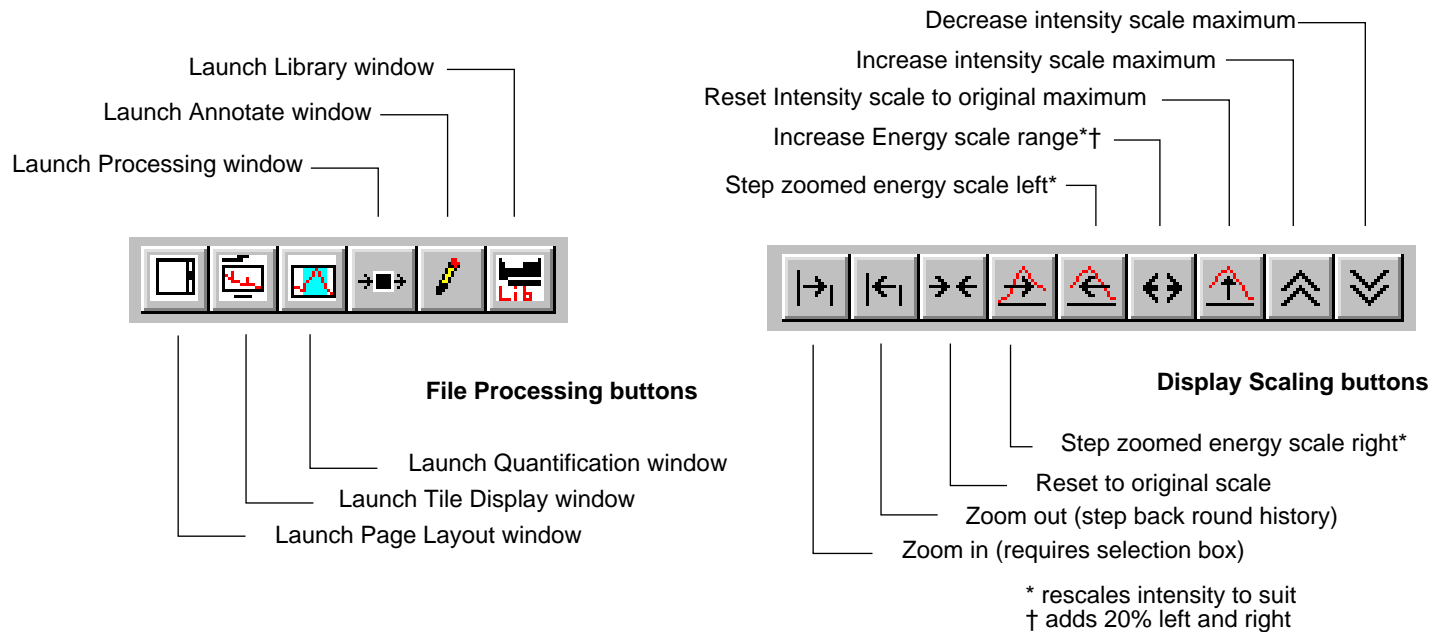 Launch Library window
Launch Annotate window
Launch Processing window
Lib
File Processing buttons
Launch Quantification window
Launch Tile Display window
Launch Page Layout window
Decrease intensity scale maximum
Increase intensity scale maximum
Reset Intensity scale to original maximum
Increase Energy scale range*†
Step zoomed energy scale left*
Display Scaling buttons
Step zoomed energy scale right*
Reset to original scale
Zoom out (step back round history)
Zoom in (requires selection box)
* rescales intensity to suit
† adds 20% left and right